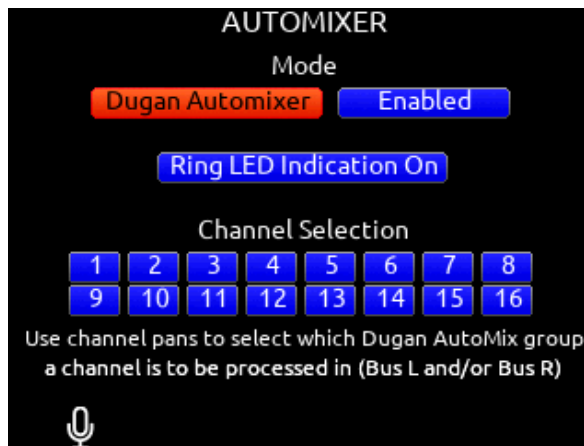 AUTOMIXER
Mode
Dugan Automixer Enabled
Ring LED Indication On
Channel Selection
1 2 3 4 5 6 7 8
9 10 11 12 13 14 15 16
Use channel pans to select which Dugan AutoMix group
a channel is to be processed in (Bus L and/or Bus R)